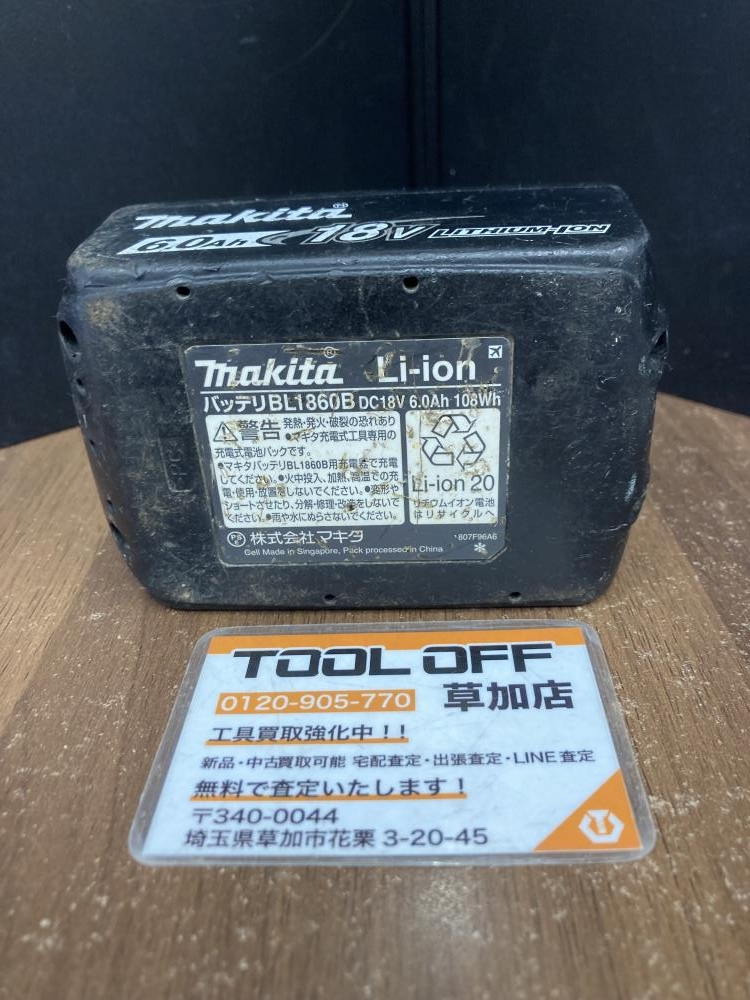 makita
6.0Ah 18V LITHIUM-ION
makita® Li-ion
バッテリBL1860B DC18V 6.0Ah 108Wh
警告 発熱・発火・破裂の恐れあり
●マキタ充電式工具専用の
充電式電池パックです。
●マキタバッテリBL1860B用充電器で充電
してください。●火中投入、加熱、高温での充
電・使用・放置をしないでください。●変形や
ショートさせたり、分解・修理・改造をしないで
ください。●雨や水にぬらさないでください。
Li-ion 20
リチウムイオン電池
はリサイクルへ
株式会社マキタ
Cell Made in Singapore, Pack processed in China
1807F96A6
TOOL OFF
0120-905-770 草加店
工具買取強化中!!
新品・中古買取可能 宅配査定・出張査定・LINE査定
無料で査定いたします!
〒340-0044
埼玉県草加市花栗 3-20-45